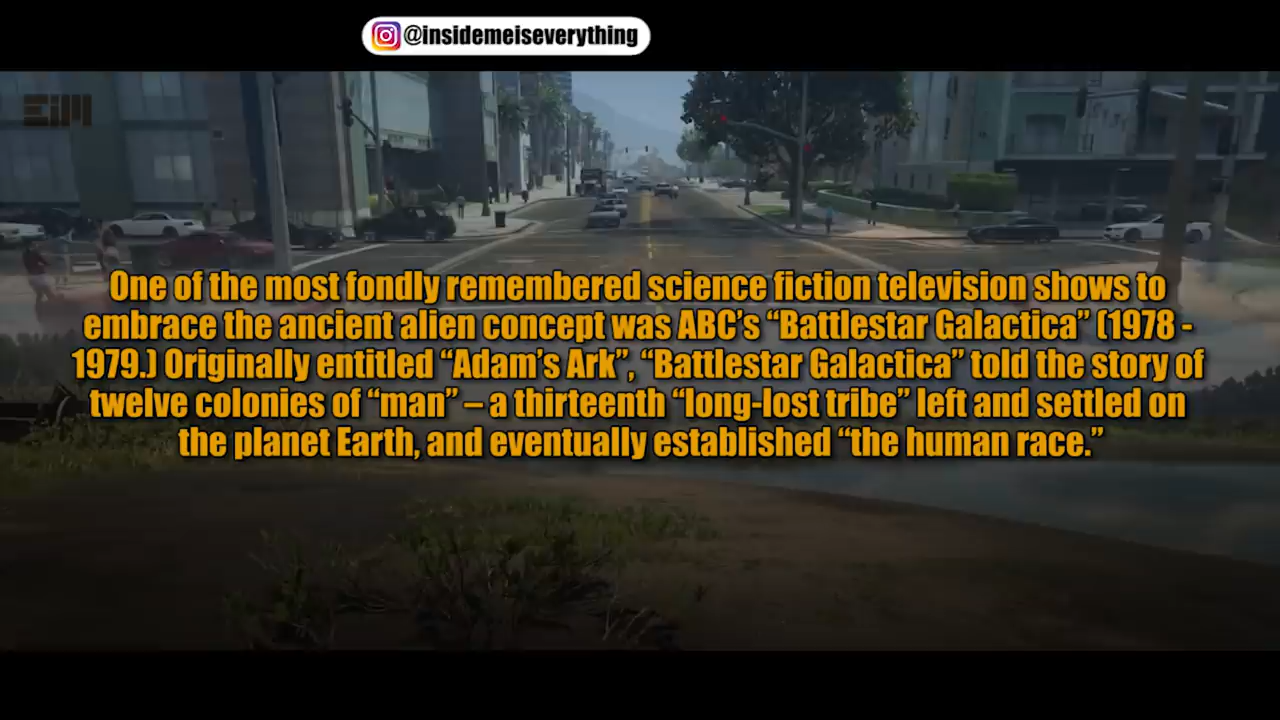 @insidemeiseverything
EiM
One of the most fondly remembered science fiction television shows to
embrace the ancient alien concept was ABC’s “Battlestar Galactica” (1978 -
1979.) Originally entitled “Adam’s Ark”, “Battlestar Galactica” told the story of
twelve colonies of “man” – a thirteenth “long-lost tribe” left and settled on
the planet Earth, and eventually established “the human race.”